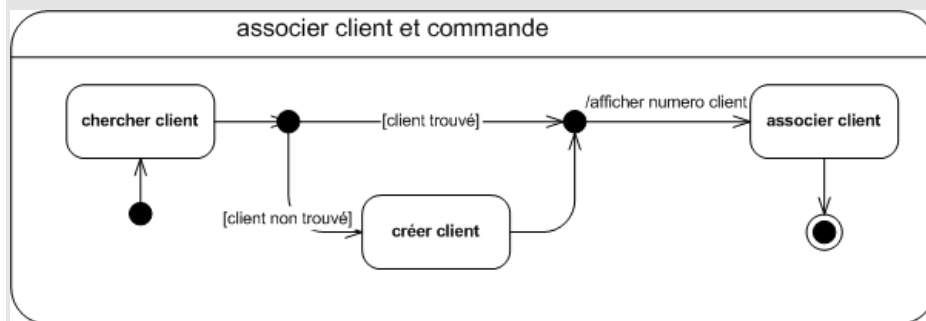 associer client et commande
/afficher numero client
chercher client
[client trouvé]
associer client
[client non trouvé]
créer client